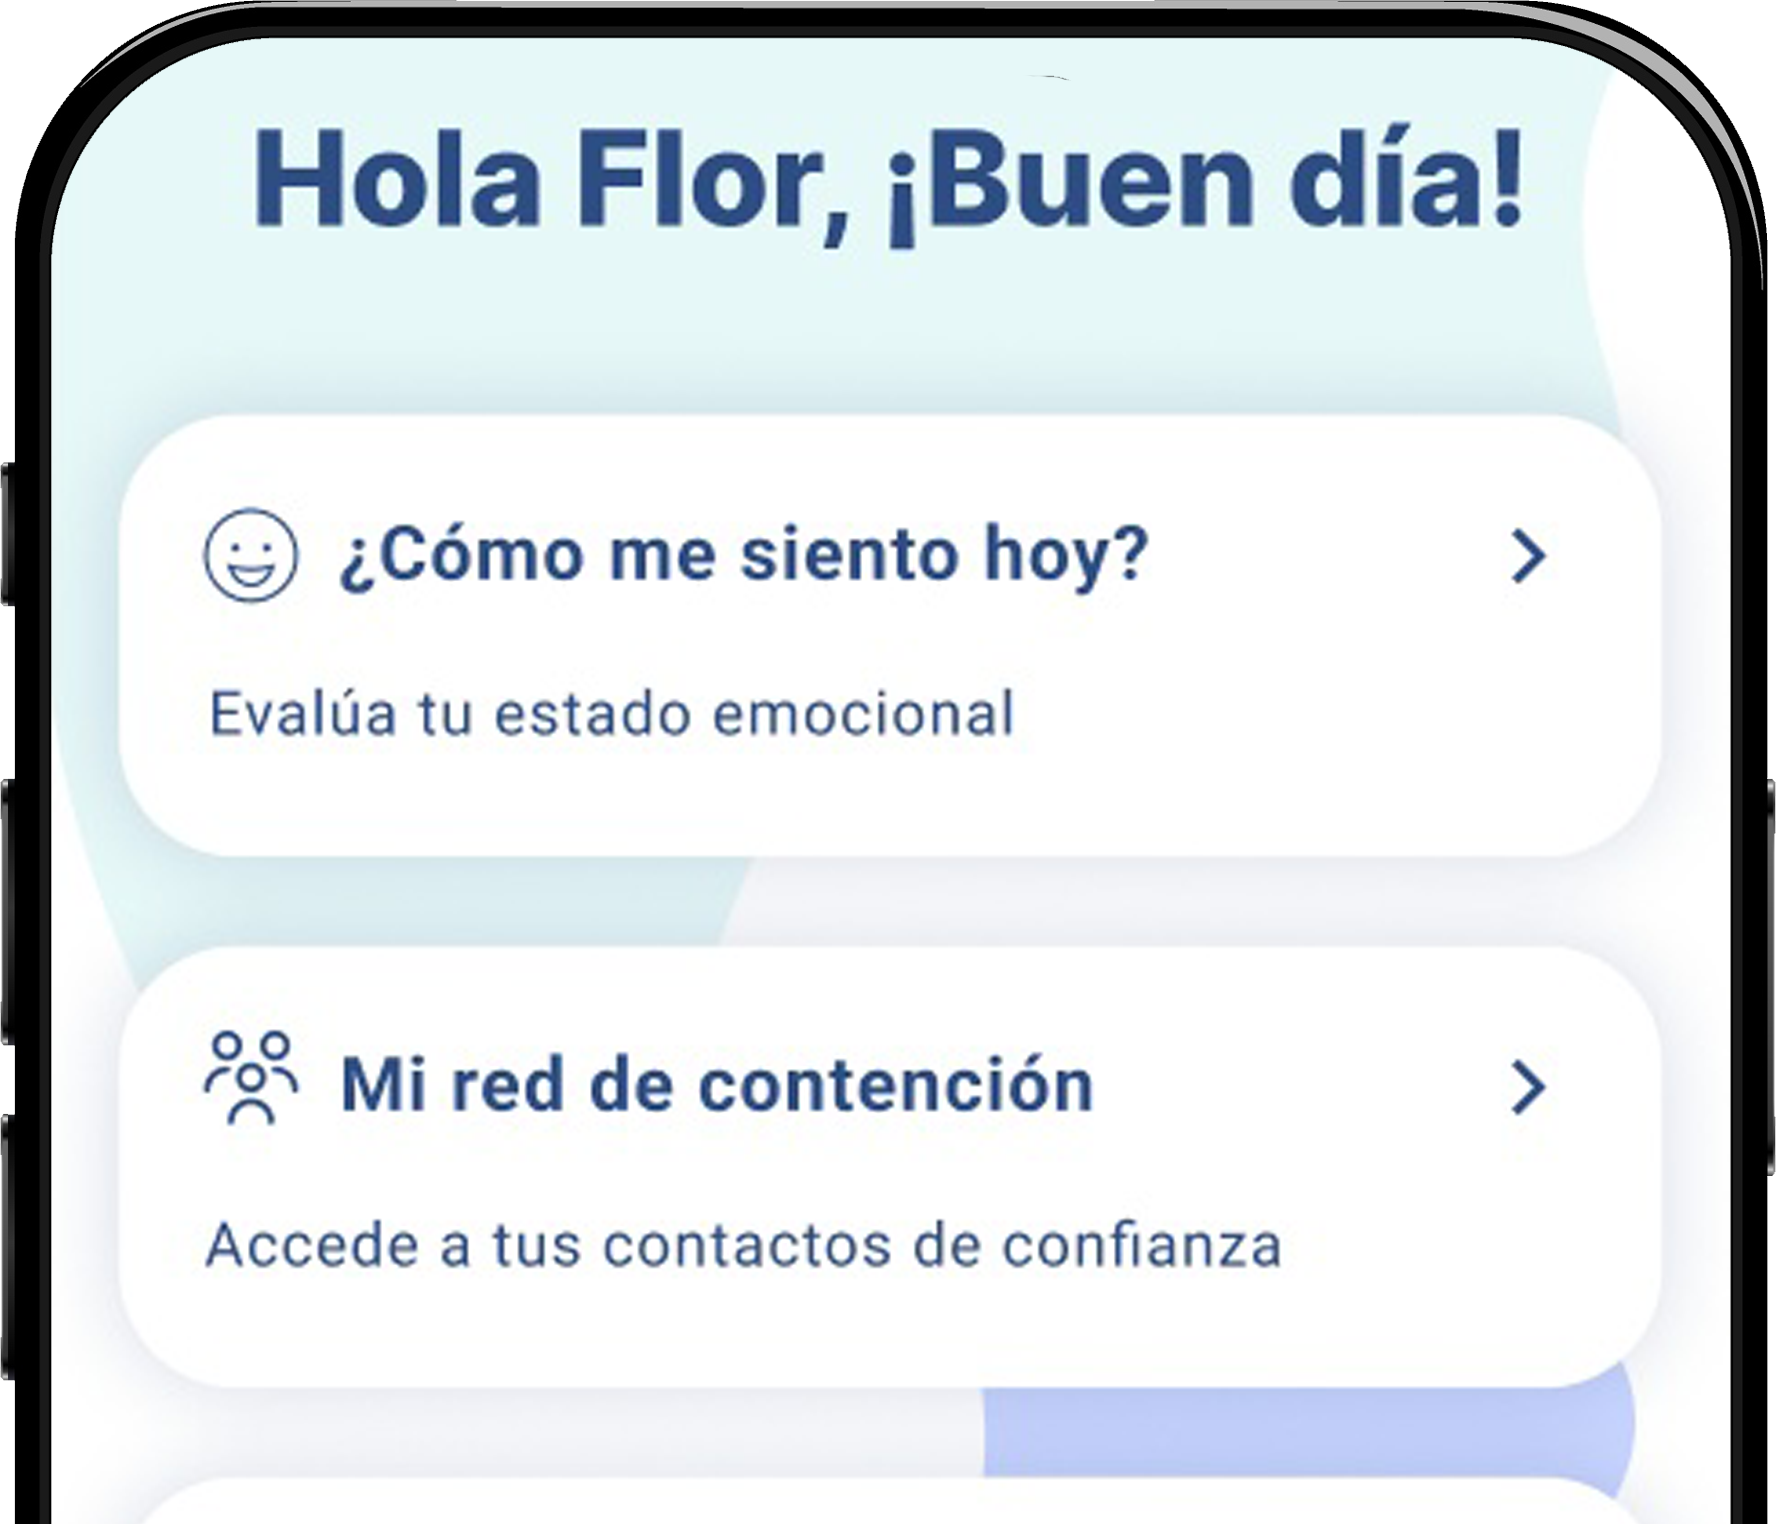 Hola Flor, ¡Buen día!
¿Cómo me siento hoy?
Evalúa tu estado emocional
Mi red de contención
Accede a tus contactos de confianza